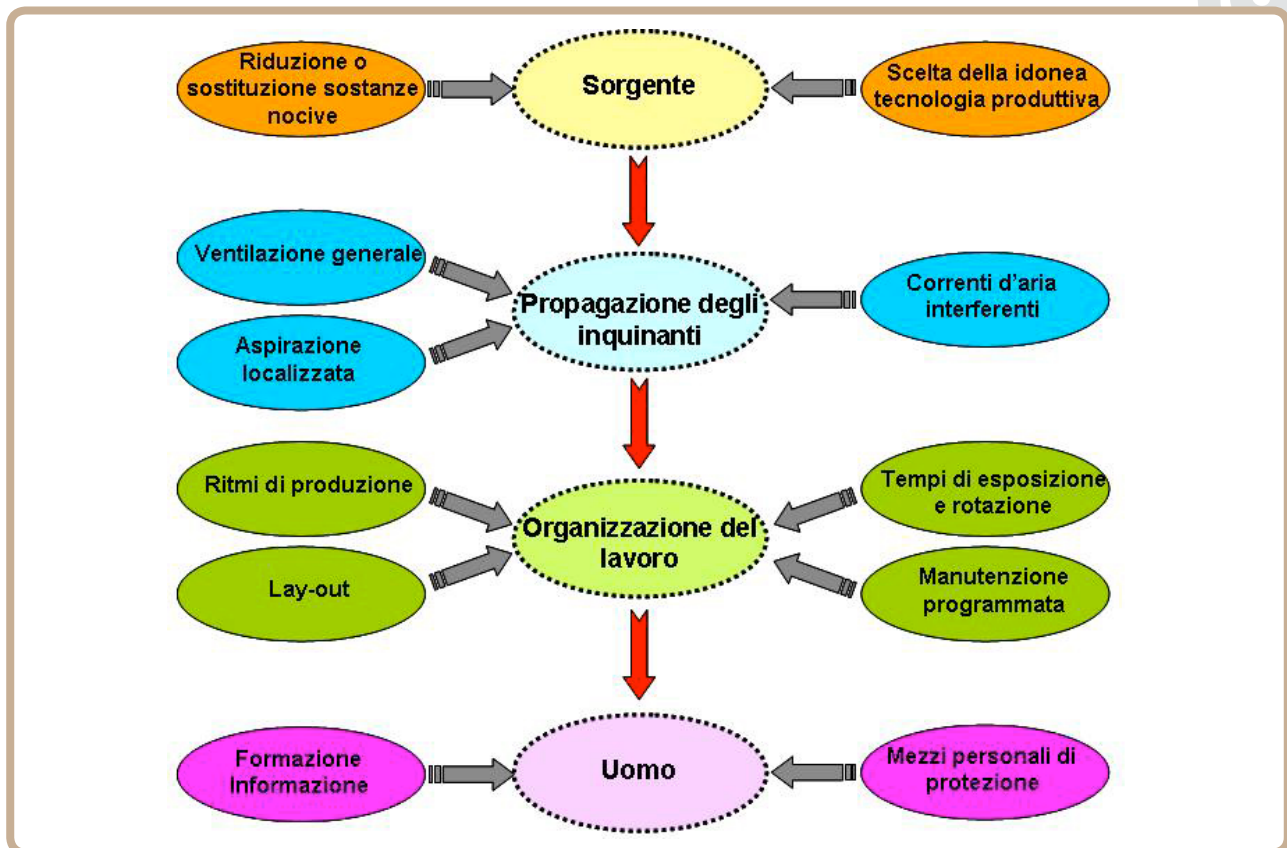 Riduzione o
sostituzione sostanze
nocive
Sorgente
Scelta della idonea
tecnologia produttiva
Ventilazione generale
Aspirazione
localizzata
Propagazione degli
inquinanti
Correnti d'aria
interferenti
Ritmi di produzione
Lay-out
Organizzazione del
lavoro
Tempi di esposizione
e rotazione
Manutenzione
programmata
Formazione
Informazione
Uomo
Mezzi personali di
protezione